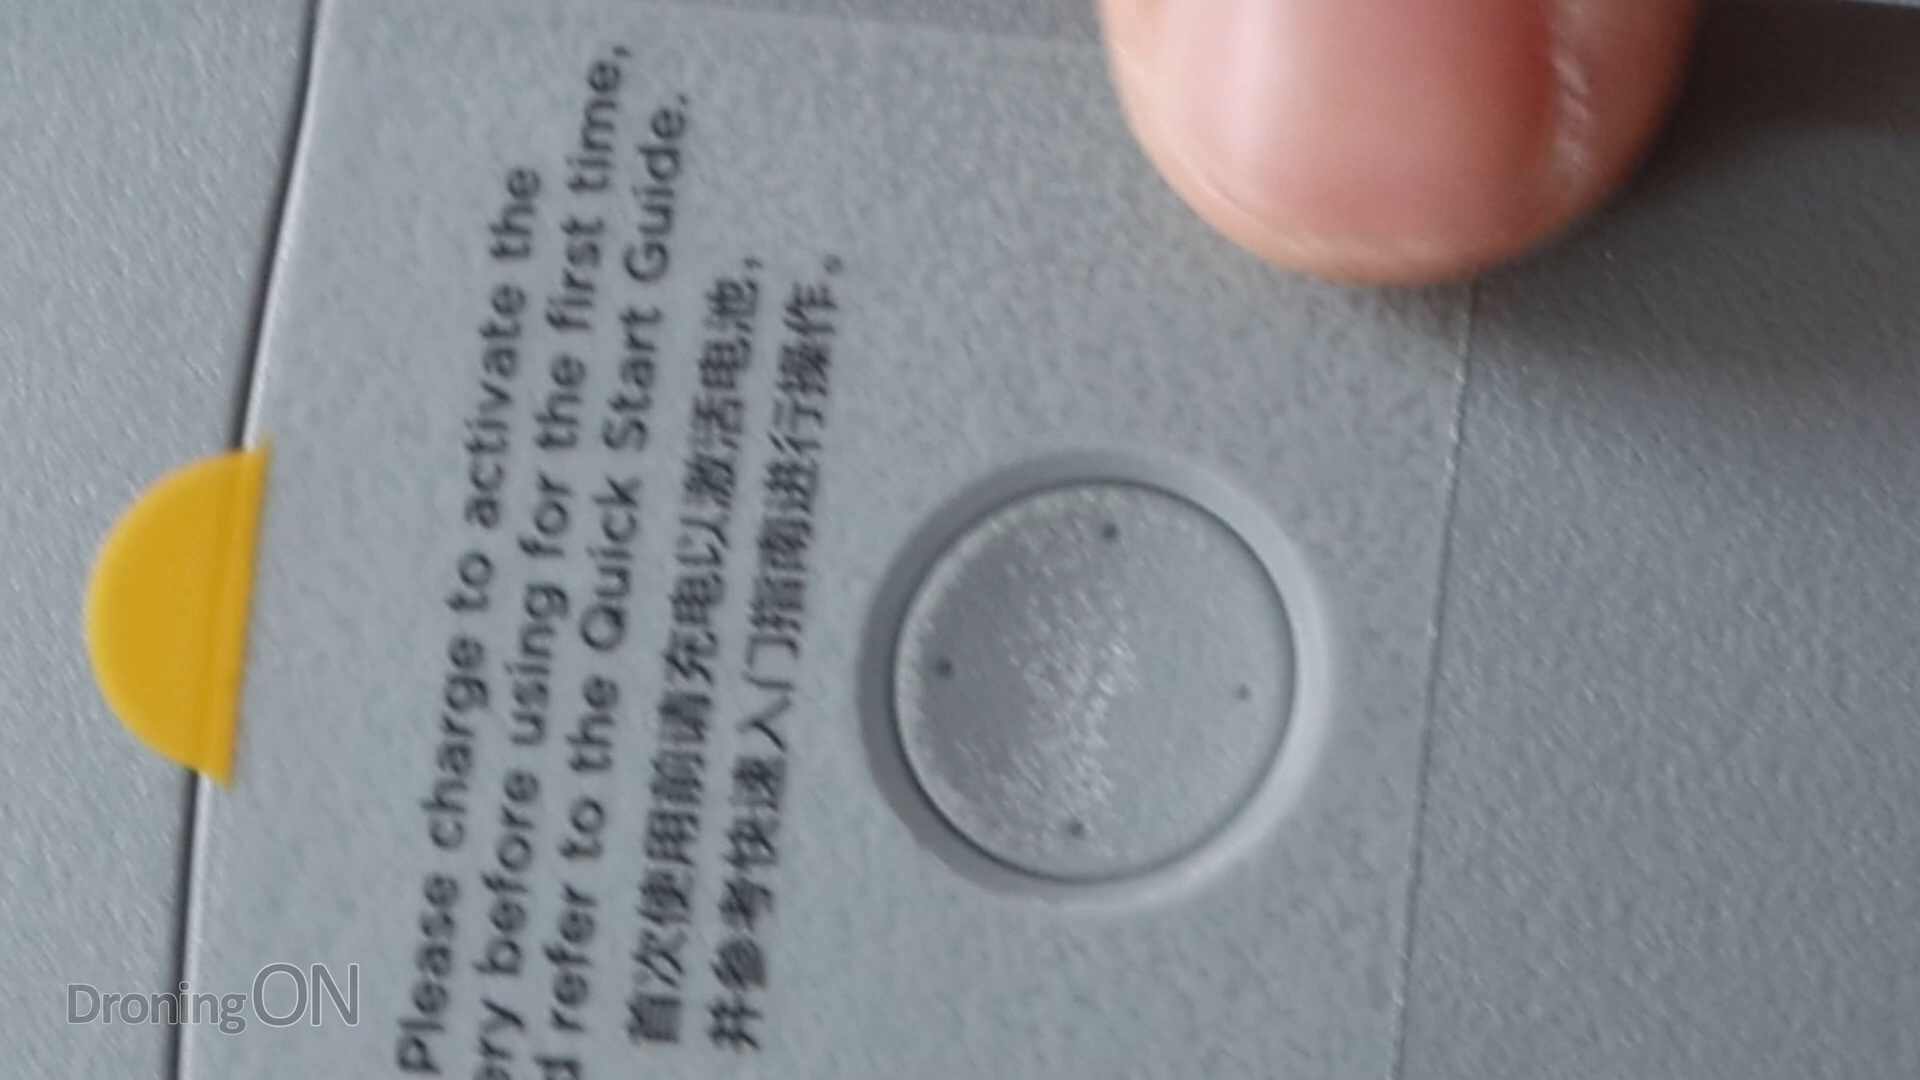 Please charge to activate the
ery before using for the first time,
d refer to the Quick Start Guide.
首次使用前请充电以激活电池，
并参考快速入门指南进行操作。
DroningON